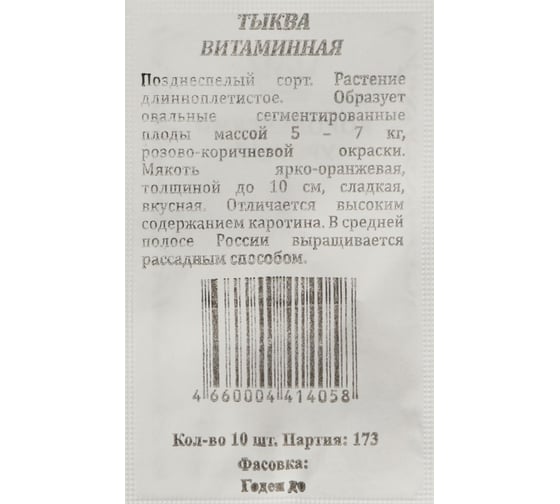 ТЫКВА
ВИТАМИННАЯ
Позднеспелый сорт. Растение
длинноплетистое. Образует
овальные сегментированные
плоды массой 5 – 7 кг,
розово-коричневой окраски.
Мякоть ярко-оранжевая,
толщиной до 10 см, сладкая,
вкусная. Отличается высоким
содержанием каротина. В средней
полосе России выращивается
рассадным способом.
4 660004 414058
Кол-во 10 шт. Партия: 173
Фасовка:
Годен до